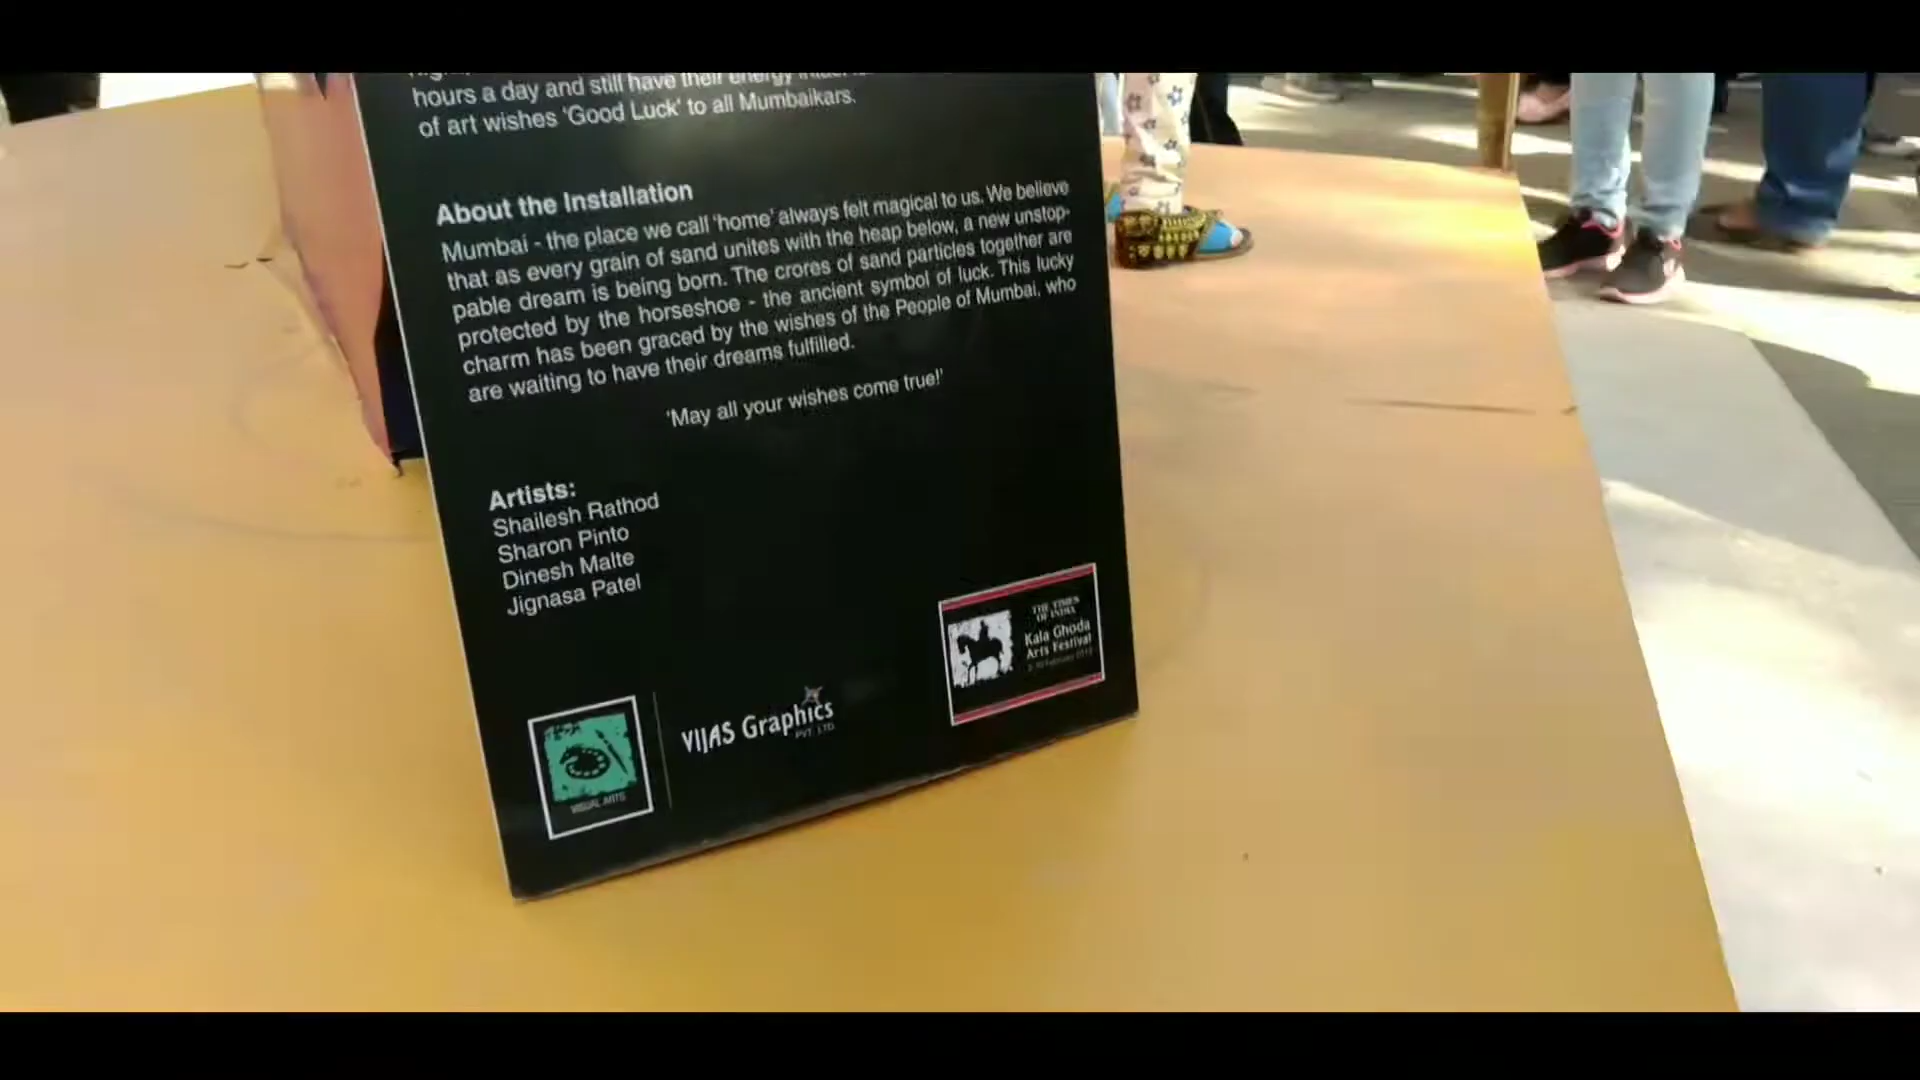 hours a day and still have their energy
of art wishes 'Good Luck' to all Mumbaikars.
About the Installation
Mumbai - the place we call 'home' always felt magical to us. We believe
that as every grain of sand unites with the heap below, a new unstop-
pable dream is being born. The crores of sand particles together are
protected by the horseshoe - the ancient symbol of luck. This lucky
charm has been graced by the wishes of the People of Mumbai, who
are waiting to have their dreams fulfilled.
'May all your wishes come true!'
Artists:
Shailesh Rathod
Sharon Pinto
Dinesh Malte
Jignasa Patel
VISUAL ARTS
VIJAS Graphics
PVT. LTD.
THE TIMES
OF INDIA
Kala Ghoda
Arts Festival